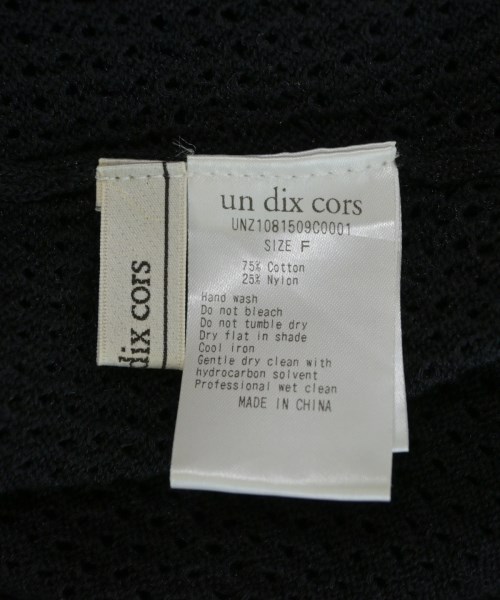 dix cors
un dix cors
UNZ1081509C0001
SIZE F
75% Cotton
25% Nylon
Hand wash
Do not bleach
Do not tumble dry
Dry flat in shade
Cool iron
Gentle dry clean with
hydrocarbon solvent
Professional wet clean
MADE IN CHINA